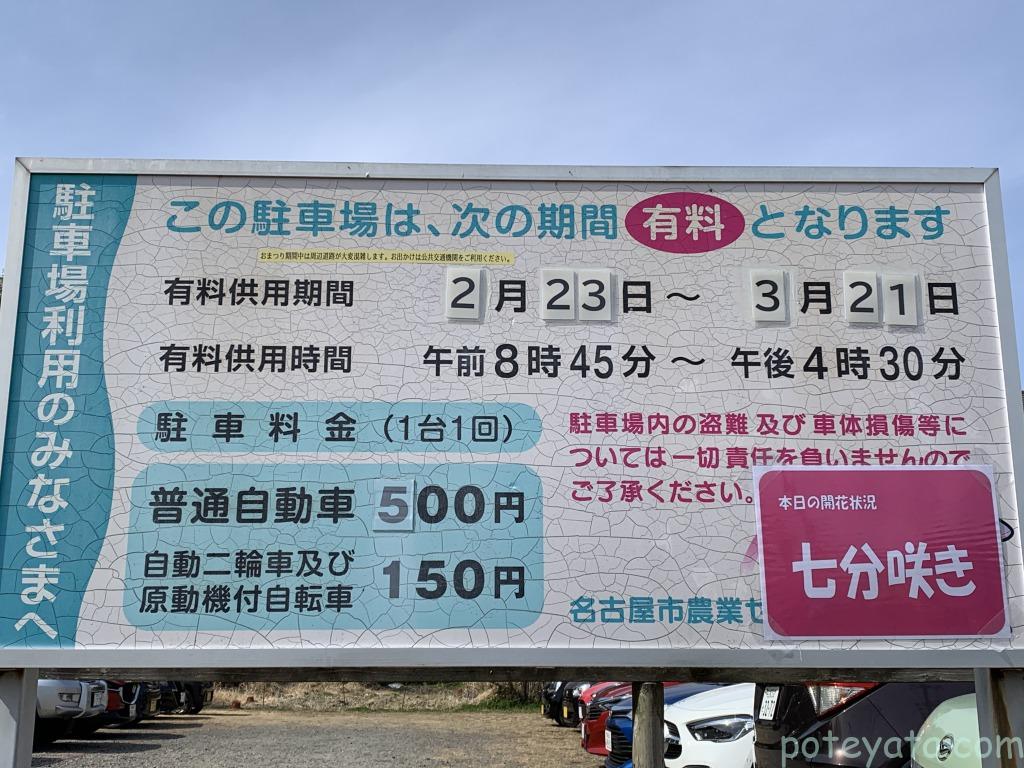 駐車場利用のみなさまへ
この駐車場は、次の期間 有料 となります
おまつり期間中は周辺道路が大変混雑します。お出かけは公共交通機関をご利用ください。
有料供用期間 2月23日～3月21日
有料供用時間 午前8時45分～午後4時30分
駐車料金（1台1回）
普通自動車 500円
自動二輪車及び
原動機付自転車 150円
駐車場内の盗難及び車体損傷等に
ついては一切責任を負いませんので
ご了承ください。
名古屋市農業セ
本日の開花状況
七分咲き
poteyata.com